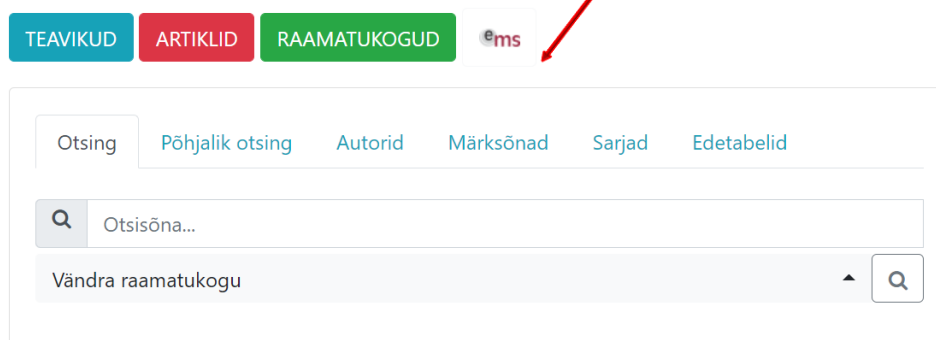 TEAVIKUD ARTIKLID RAAMATUKOGUD ems
Otsing Põhjalik otsing Autorid Märksõnad Sarjad Edetabelid
Otsisõna...
Vändra raamatukogu